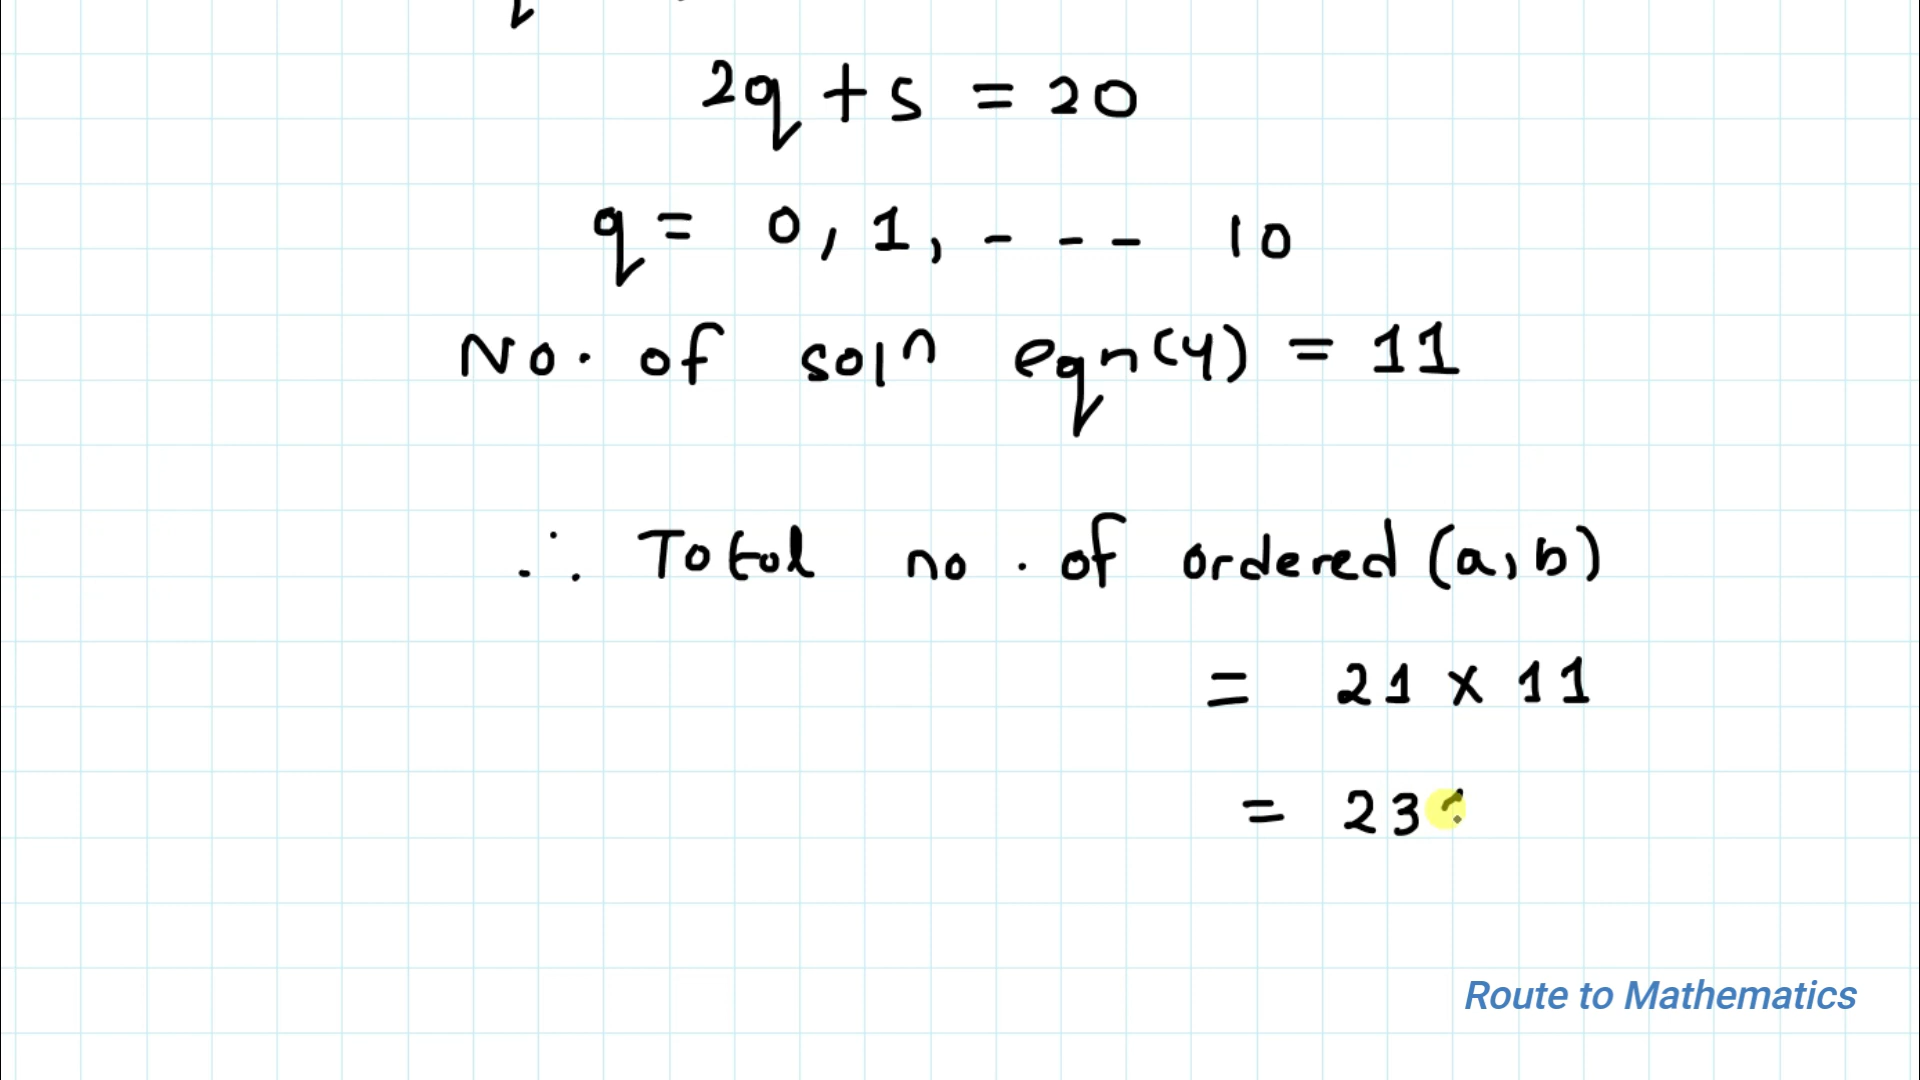 2q + s = 20
q = 0, 1, - - - 10
No. of soln eqn(4) = 11
∴ Total no. of ordered (a, b)
= 21 x 11
= 23
Route to Mathematics